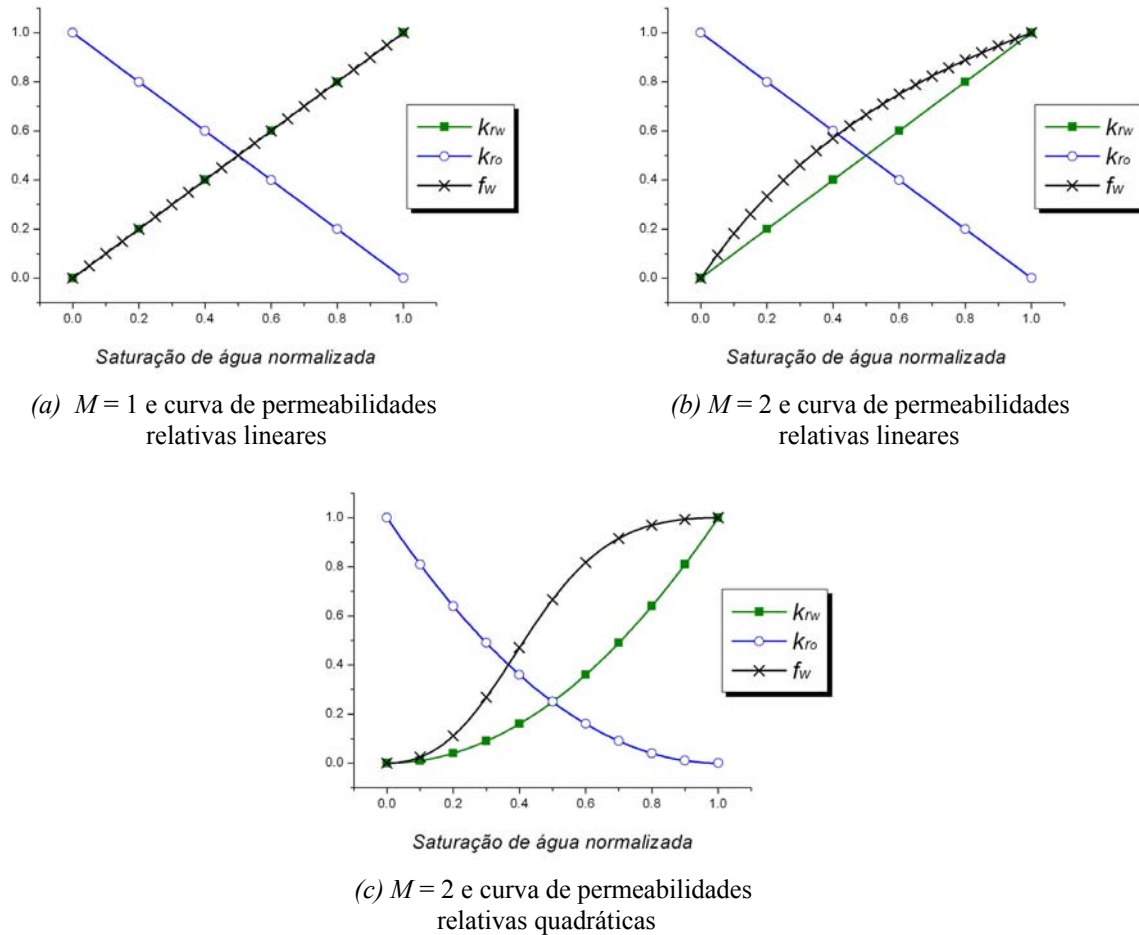 1.0
0.8
0.6
0.4
0.2
0.0
0.0 0.2 0.4 0.6 0.8 1.0
Saturação de água normalizada
krw
kro
fw
(a) M = 1 e curva de permeabilidades
relativas lineares
1.0
0.8
0.6
0.4
0.2
0.0
0.0 0.2 0.4 0.6 0.8 1.0
Saturação de água normalizada
krw
kro
fw
(b) M = 2 e curva de permeabilidades
relativas lineares
1.0
0.8
0.6
0.4
0.2
0.0
0.0 0.2 0.4 0.6 0.8 1.0
Saturação de água normalizada
krw
kro
fw
(c) M = 2 e curva de permeabilidades
relativas quadráticas